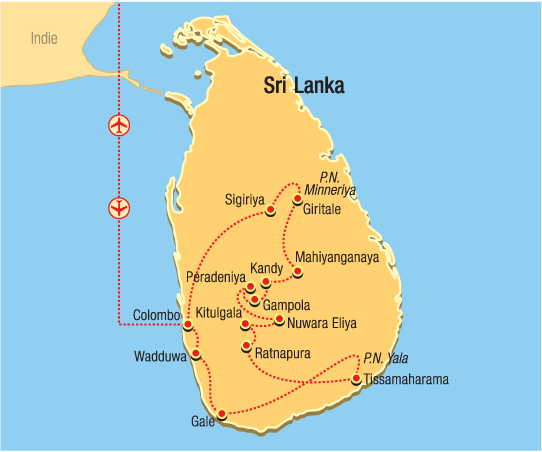 Indie
Sri Lanka
P.N.
Minneriya
Sigiriya
Giritale
Mahiyanganaya
Kandy
Peradeniya
Gampola
Colombo
Kitulgala
Nuwara Eliya
Wadduwa
Ratnapura
P.N. Yala
Tissamaharama
Gale